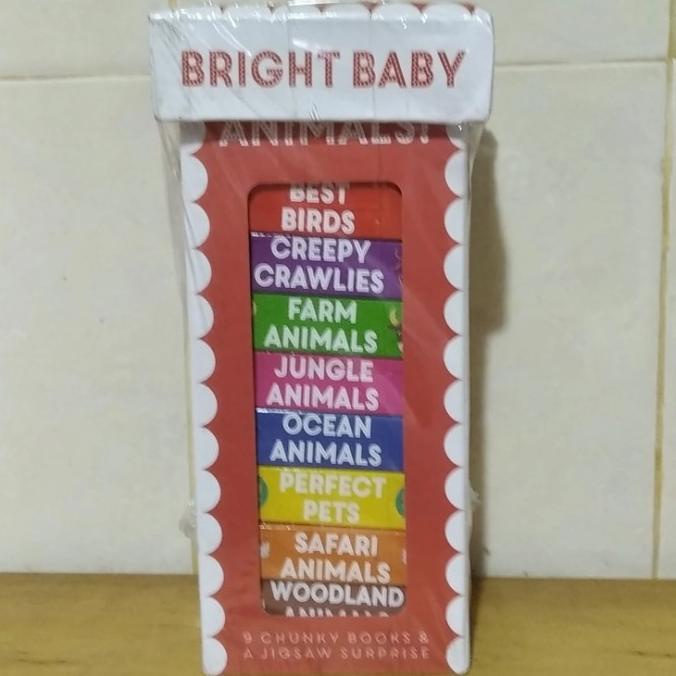 BRIGHT BABY
ANIMALS!
BEST
BIRDS
CREEPY
CRAWLIES
FARM
ANIMALS
JUNGLE
ANIMALS
OCEAN
ANIMALS
PERFECT
PETS
SAFARI
ANIMALS
WOODLAND
ANIMALS
9 CHUNKY BOOKS &
A JIGSAW SURPRISE